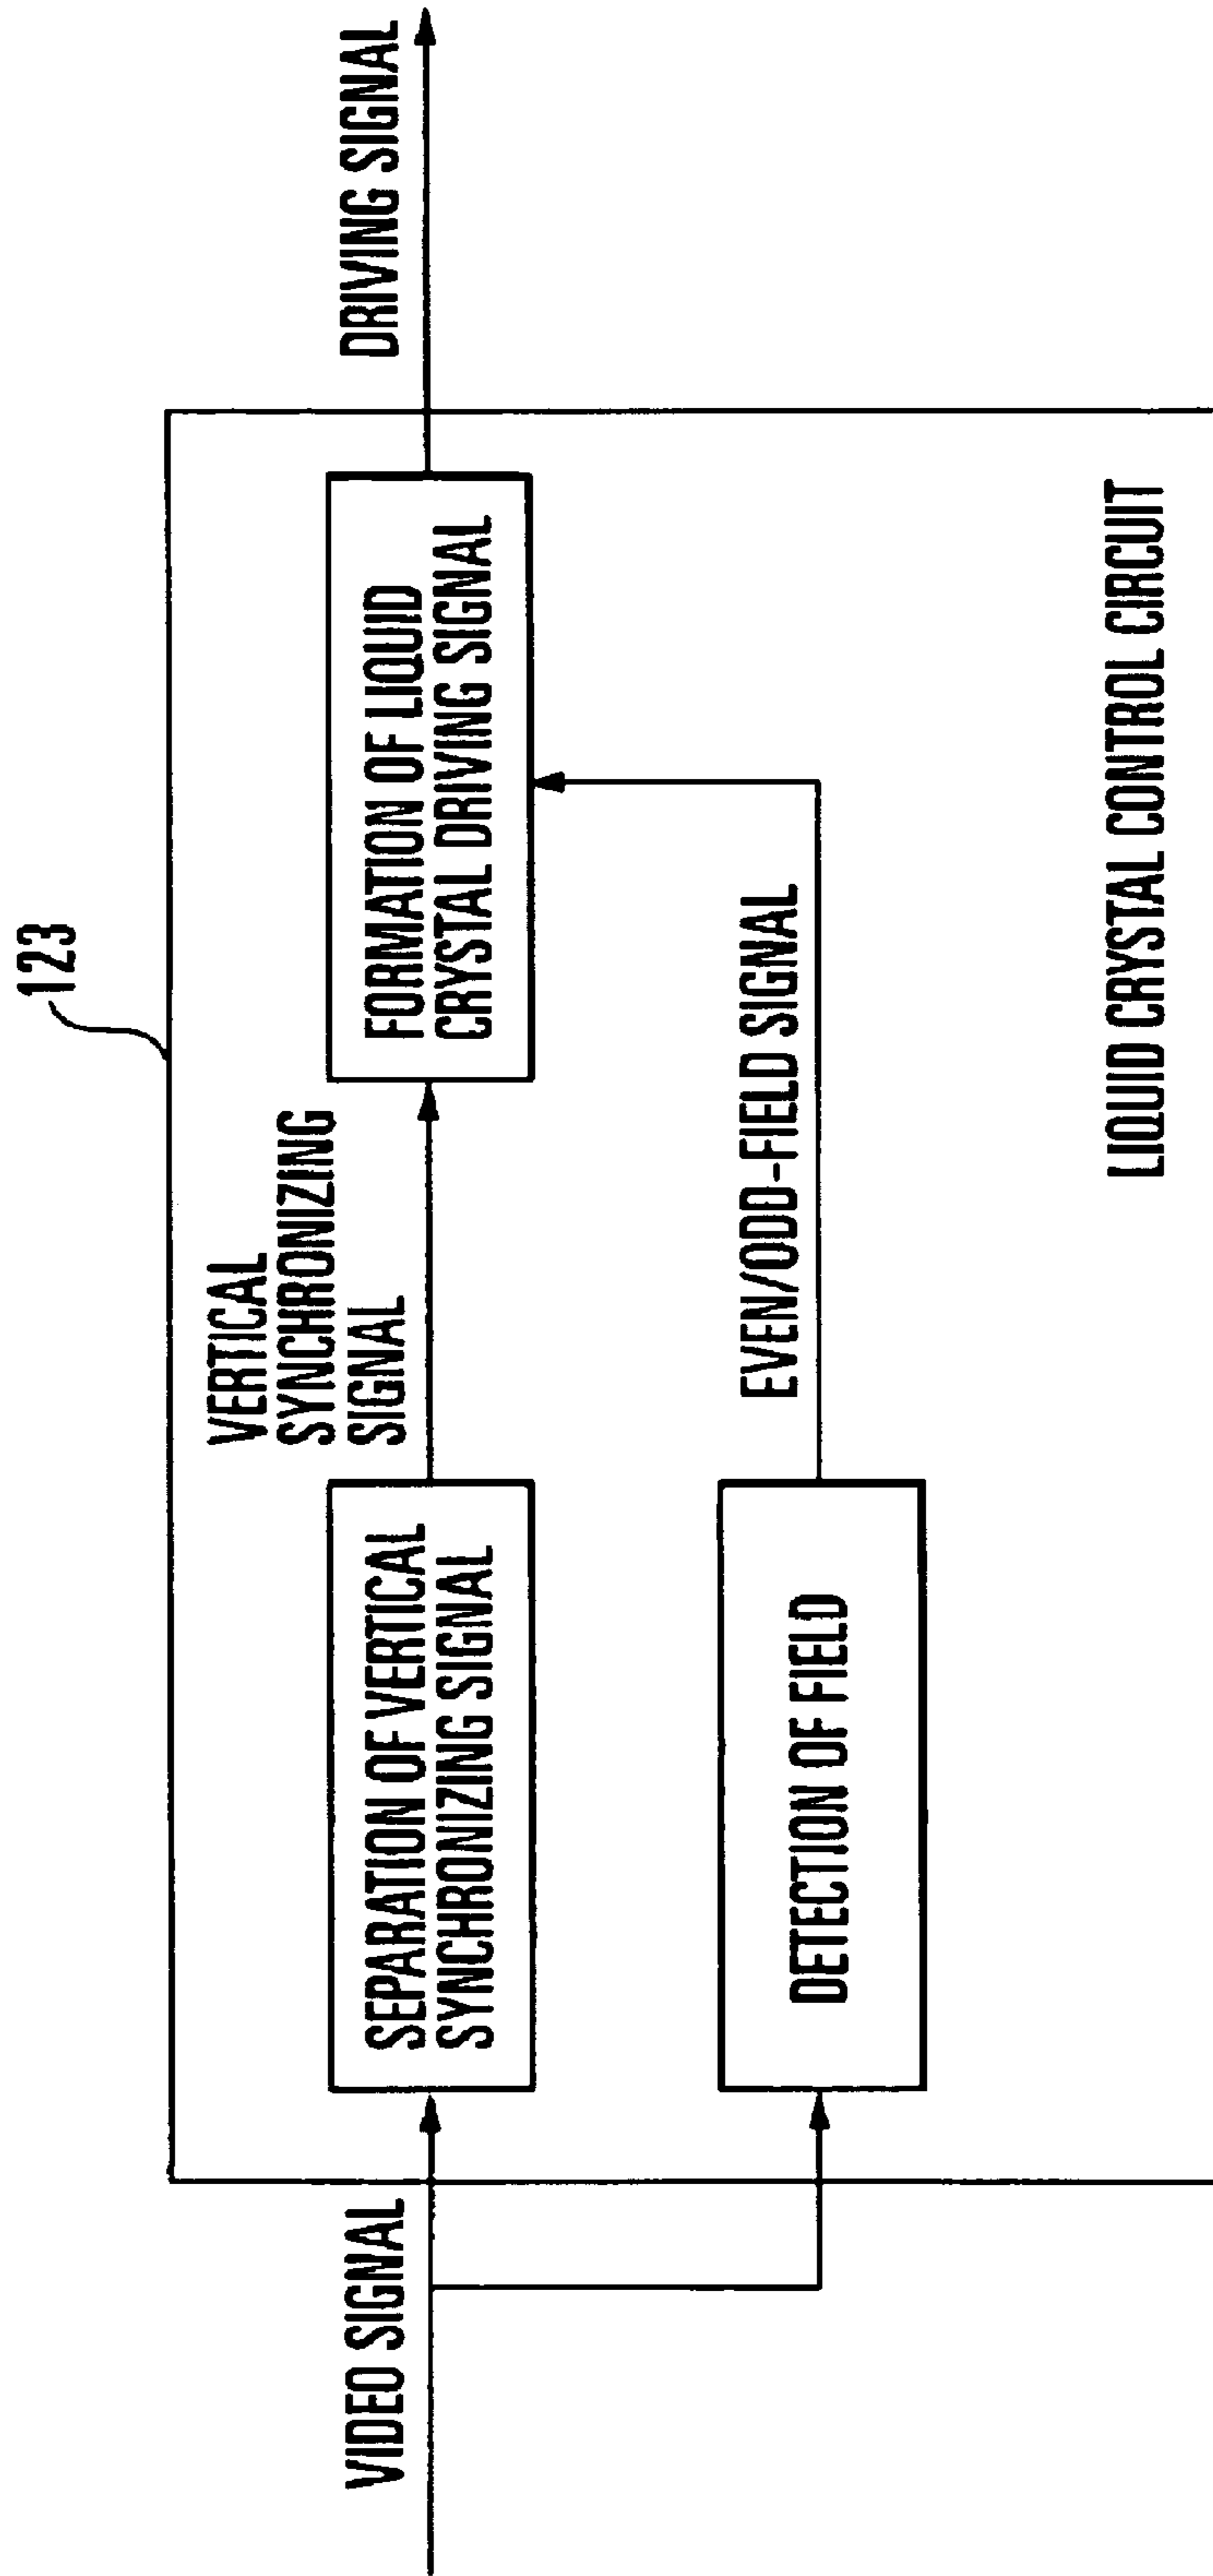 123
VIDEO SIGNAL
SEPARATION OF VERTICAL
SYNCHRONIZING SIGNAL
VERTICAL
SYNCHRONIZING
SIGNAL
FORMATION OF LIQUID
CRYSTAL DRIVING SIGNAL
DRIVING SIGNAL
DETECTION OF FIELD
EVEN/ODD-FIELD SIGNAL
LIQUID CRYSTAL CONTROL CIRCUIT